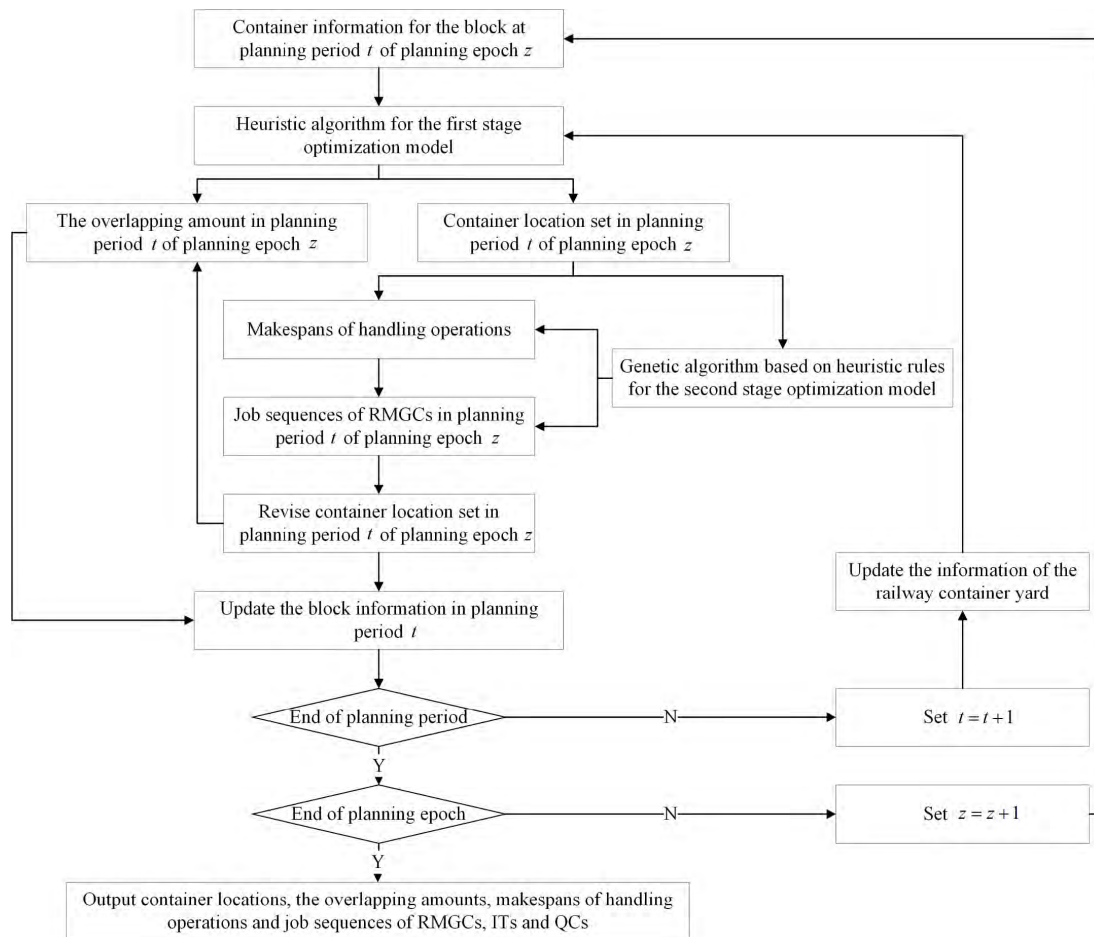 Container information for the block at
planning period t of planning epoch z
Heuristic algorithm for the first stage
optimization model
The overlapping amount in planning
period t of planning epoch z
Container location set in planning
period t of planning epoch z
Makespans of handling operations
Genetic algorithm based on heuristic rules
for the second stage optimization model
Job sequences of RMGCs in planning
period t of planning epoch z
Revise container location set in
planning period t of planning epoch z
Update the information of the
railway container yard
Update the block information in planning
period t
End of planning period
N
Set t = t + 1
Y
End of planning epoch
N
Set z = z + 1
Y
Output container locations, the overlapping amounts, makespans of handling
operations and job sequences of RMGCs, ITs and QCs